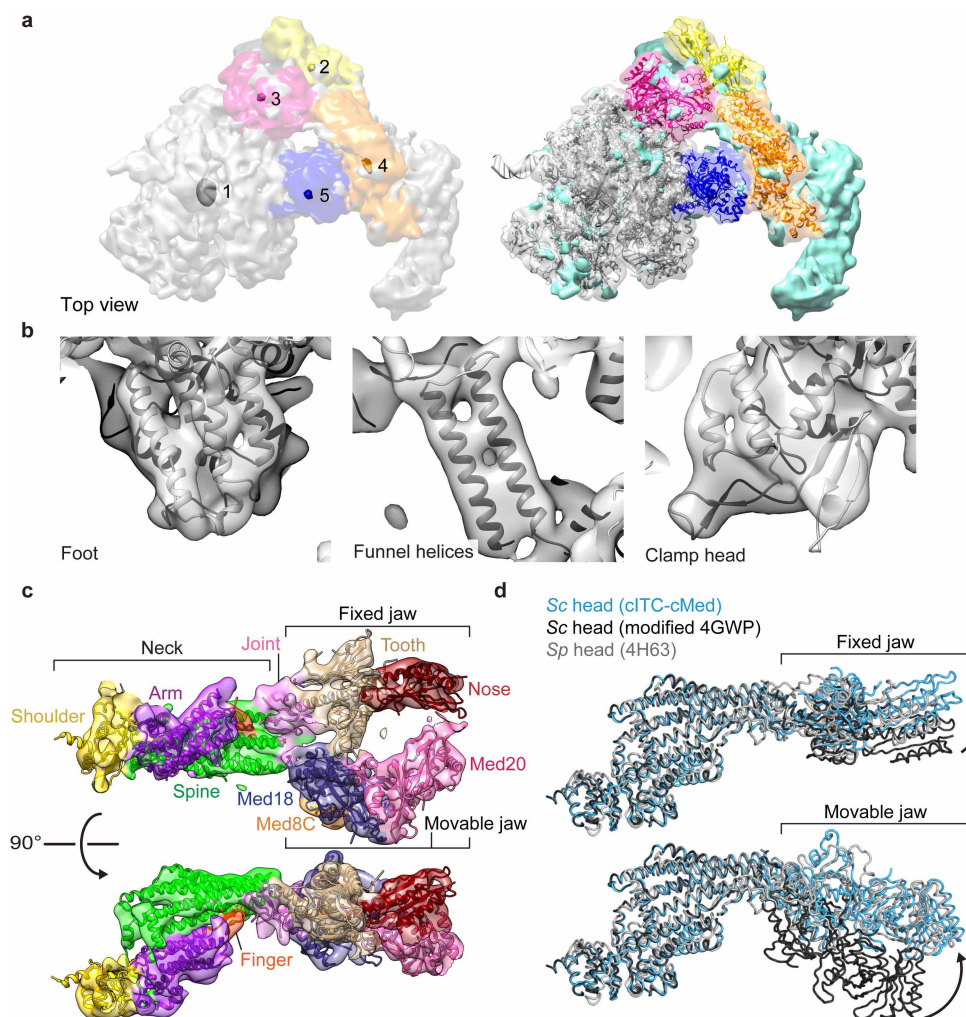 a
2
3
4
1
5
Top view
b
Foot
Funnel helices
Clamp head
c
Fixed jaw
Neck
Joint
Tooth
Arm
Nose
Shoulder
Spine
Med18
Med20
Med8C
Movable jaw
90°
Finger
d
Sc head (cITC-cMed)
Sc head (modified 4GWP)
Sp head (4H63)
Fixed jaw
Movable jaw